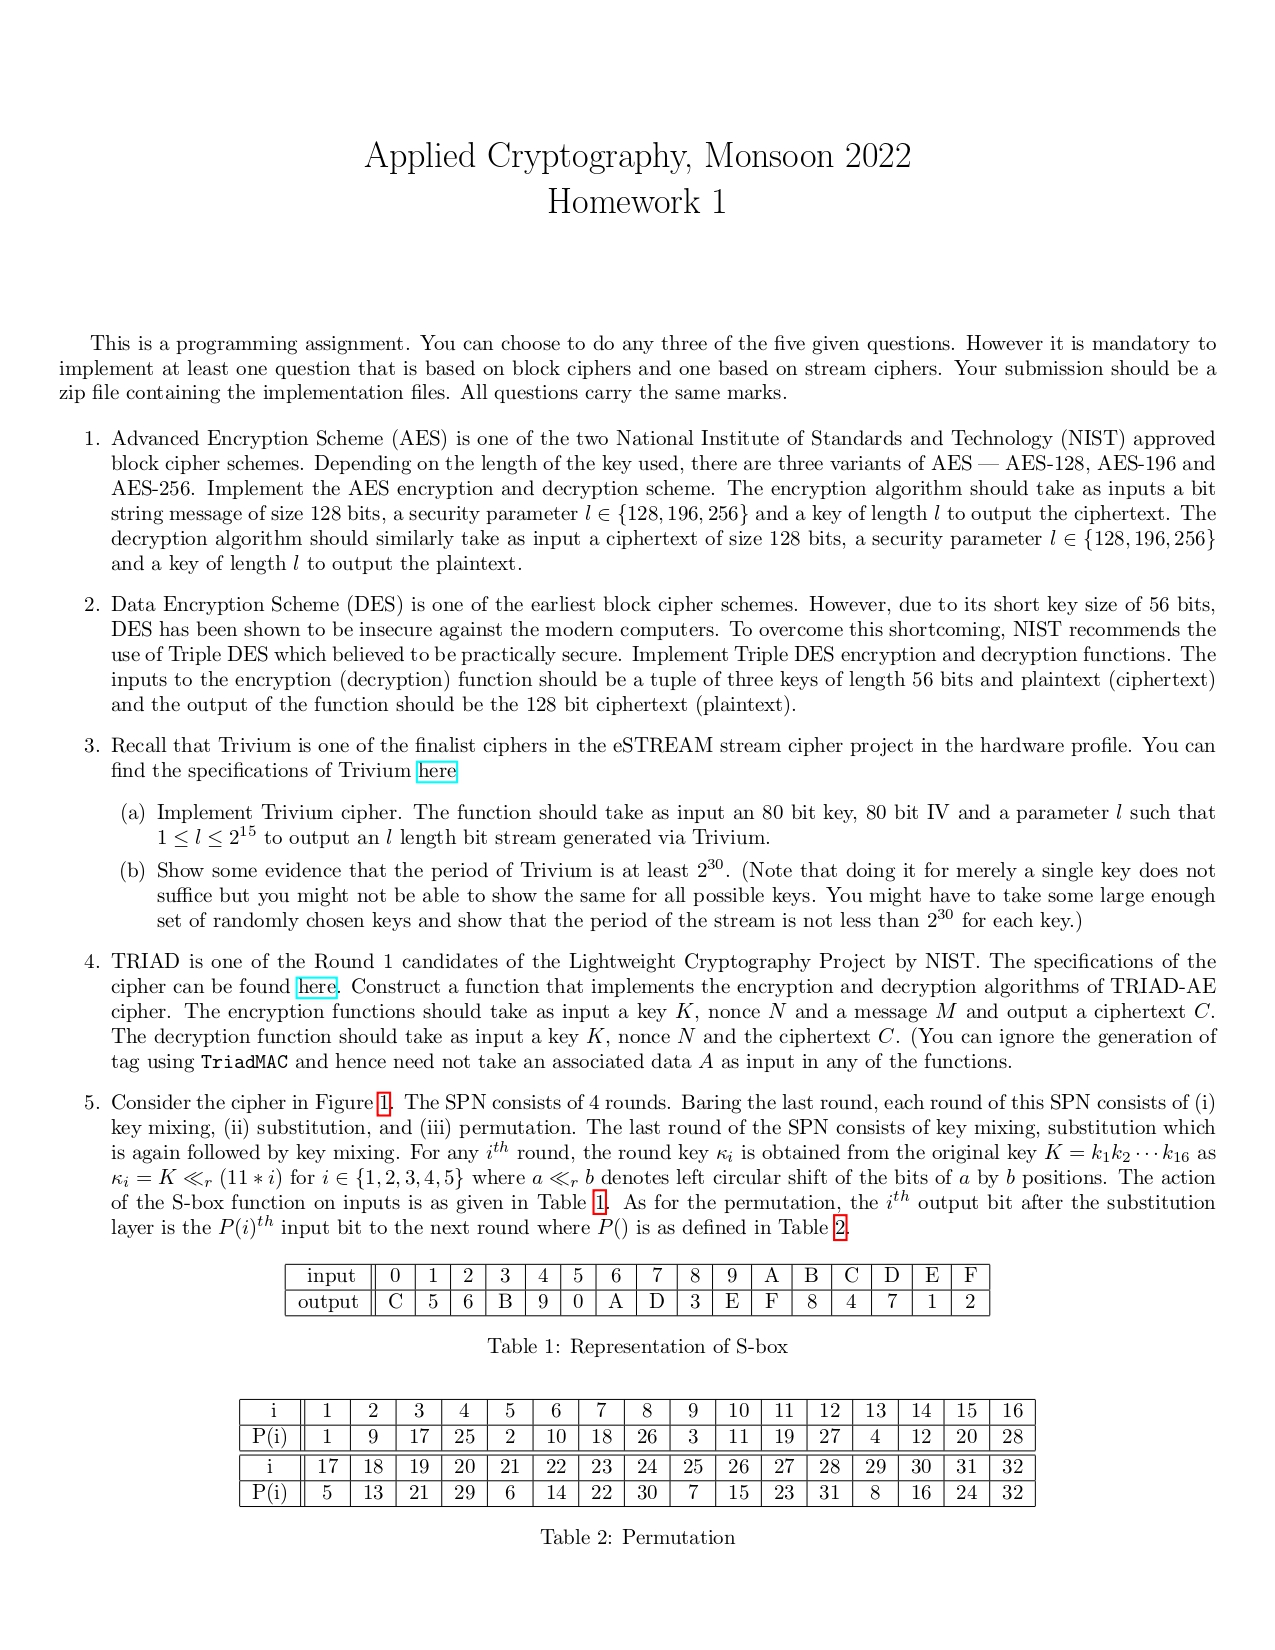 Applied Cryptography, Monsoon 2022
Homework 1
This is a programming assignment. You can choose to do any three of the five given questions. However it is mandatory to
implement at least one question that is based on block ciphers and one based on stream ciphers. Your submission should be a
zip file containing the implementation files. All questions carry the same marks.
1. Advanced Encryption Scheme (AES) is one of the two National Institute of Standards and Technology (NIST) approved
block cipher schemes. Depending on the length of the key used, there are three variants of AES — AES-128, AES-196 and
AES-256. Implement the AES encryption and decryption scheme. The encryption algorithm should take as inputs a bit
string message of size 128 bits, a security parameter l ∈ {128, 196, 256} and a key of length l to output the ciphertext. The
decryption algorithm should similarly take as input a ciphertext of size 128 bits, a security parameter l ∈ {128, 196, 256}
and a key of length l to output the plaintext.
2. Data Encryption Scheme (DES) is one of the earliest block cipher schemes. However, due to its short key size of 56 bits,
DES has been shown to be insecure against the modern computers. To overcome this shortcoming, NIST recommends the
use of Triple DES which believed to be practically secure. Implement Triple DES encryption and decryption functions. The
inputs to the encryption (decryption) function should be a tuple of three keys of length 56 bits and plaintext (ciphertext)
and the output of the function should be the 128 bit ciphertext (plaintext).
3. Recall that Trivium is one of the finalist ciphers in the eSTREAM stream cipher project in the hardware profile. You can
find the specifications of Trivium here
(a) Implement Trivium cipher. The function should take as input an 80 bit key, 80 bit IV and a parameter l such that
1 ≤ l ≤ 2^15 to output an l length bit stream generated via Trivium.
(b) Show some evidence that the period of Trivium is at least 2^30. (Note that doing it for merely a single key does not
suffice but you might not be able to show the same for all possible keys. You might have to take some large enough
set of randomly chosen keys and show that the period of the stream is not less than 2^30 for each key.)
4. TRIAD is one of the Round 1 candidates of the Lightweight Cryptography Project by NIST. The specifications of the
cipher can be found here. Construct a function that implements the encryption and decryption algorithms of TRIAD-AE
cipher. The encryption functions should take as input a key K, nonce N and a message M and output a ciphertext C.
The decryption function should take as input a key K, nonce N and the ciphertext C. (You can ignore the generation of
tag using TriadMAC and hence need not take an associated data A as input in any of the functions.
5. Consider the cipher in Figure 1. The SPN consists of 4 rounds. Baring the last round, each round of this SPN consists of (i)
key mixing, (ii) substitution, and (iii) permutation. The last round of the SPN consists of key mixing, substitution which
is again followed by key mixing. For any i^th round, the round key κ_i is obtained from the original key K = k_1k_2 ⋯ k_16 as
κ_i = K ≪_r (11 ∗ i) for i ∈ {1, 2, 3, 4, 5} where a ≪_r b denotes left circular shift of the bits of a by b positions. The action
of the S-box function on inputs is as given in Table 1. As for the permutation, the i^th output bit after the substitution
layer is the P(i)^th input bit to the next round where P() is as defined in Table 2.
input 0 1 2 3 4 5 6 7 8 9 A B C D E F
output C 5 6 B 9 0 A D 3 E F 8 4 7 1 2
Table 1: Representation of S-box
i 1 2 3 4 5 6 7 8 9 10 11 12 13 14 15 16
P(i) 1 9 17 25 2 10 18 26 3 11 19 27 4 12 20 28
i 17 18 19 20 21 22 23 24 25 26 27 28 29 30 31 32
P(i) 5 13 21 29 6 14 22 30 7 15 23 31 8 16 24 32
Table 2: Permutation